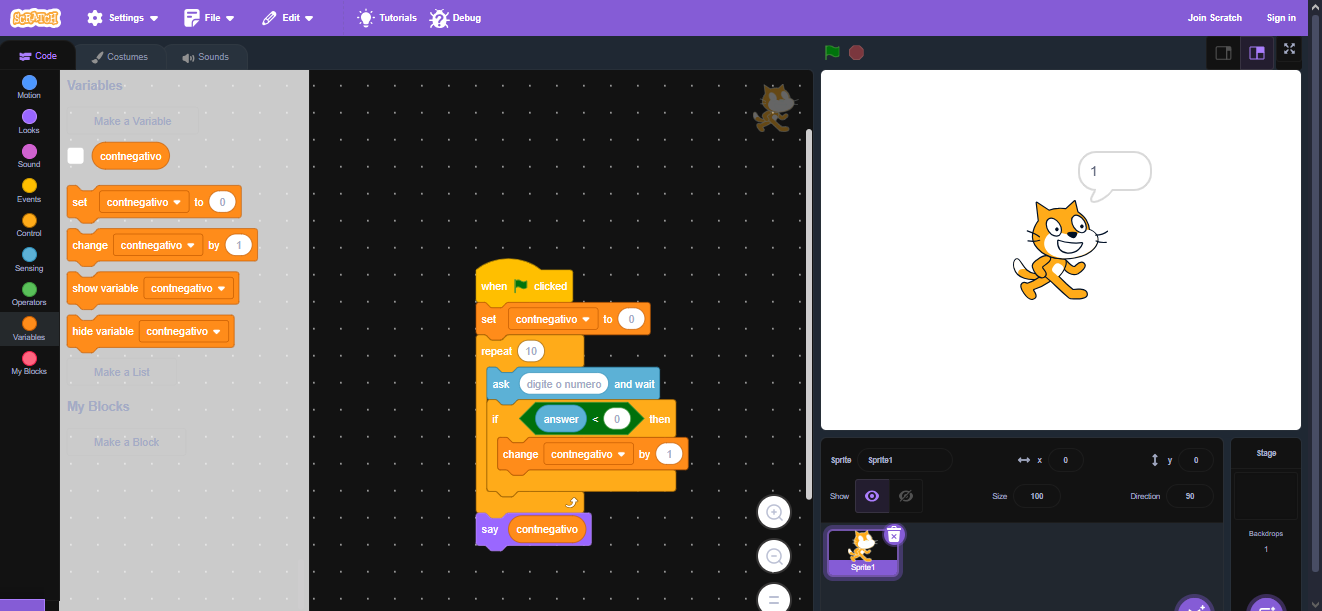 SCRATCH Settings File Edit Tutorials Debug Join Scratch Sign in
Code Costumes Sounds
Motion
Looks
Sound
Events
Control
Sensing
Operators
Variables
My Blocks
Variables
Make a Variable
contnegativo
set contnegativo to 0
change contnegativo by 1
show variable contnegativo
hide variable contnegativo
Make a List
My Blocks
Make a Block
when clicked
set contnegativo to 0
repeat 10
ask digite o numero and wait
if answer < 0 then
change contnegativo by 1
say contnegativo
1
Sprite Sprite1 x 0 y 0
Show Size 100 Direction 90
Sprite1
Stage
Backdrops
1